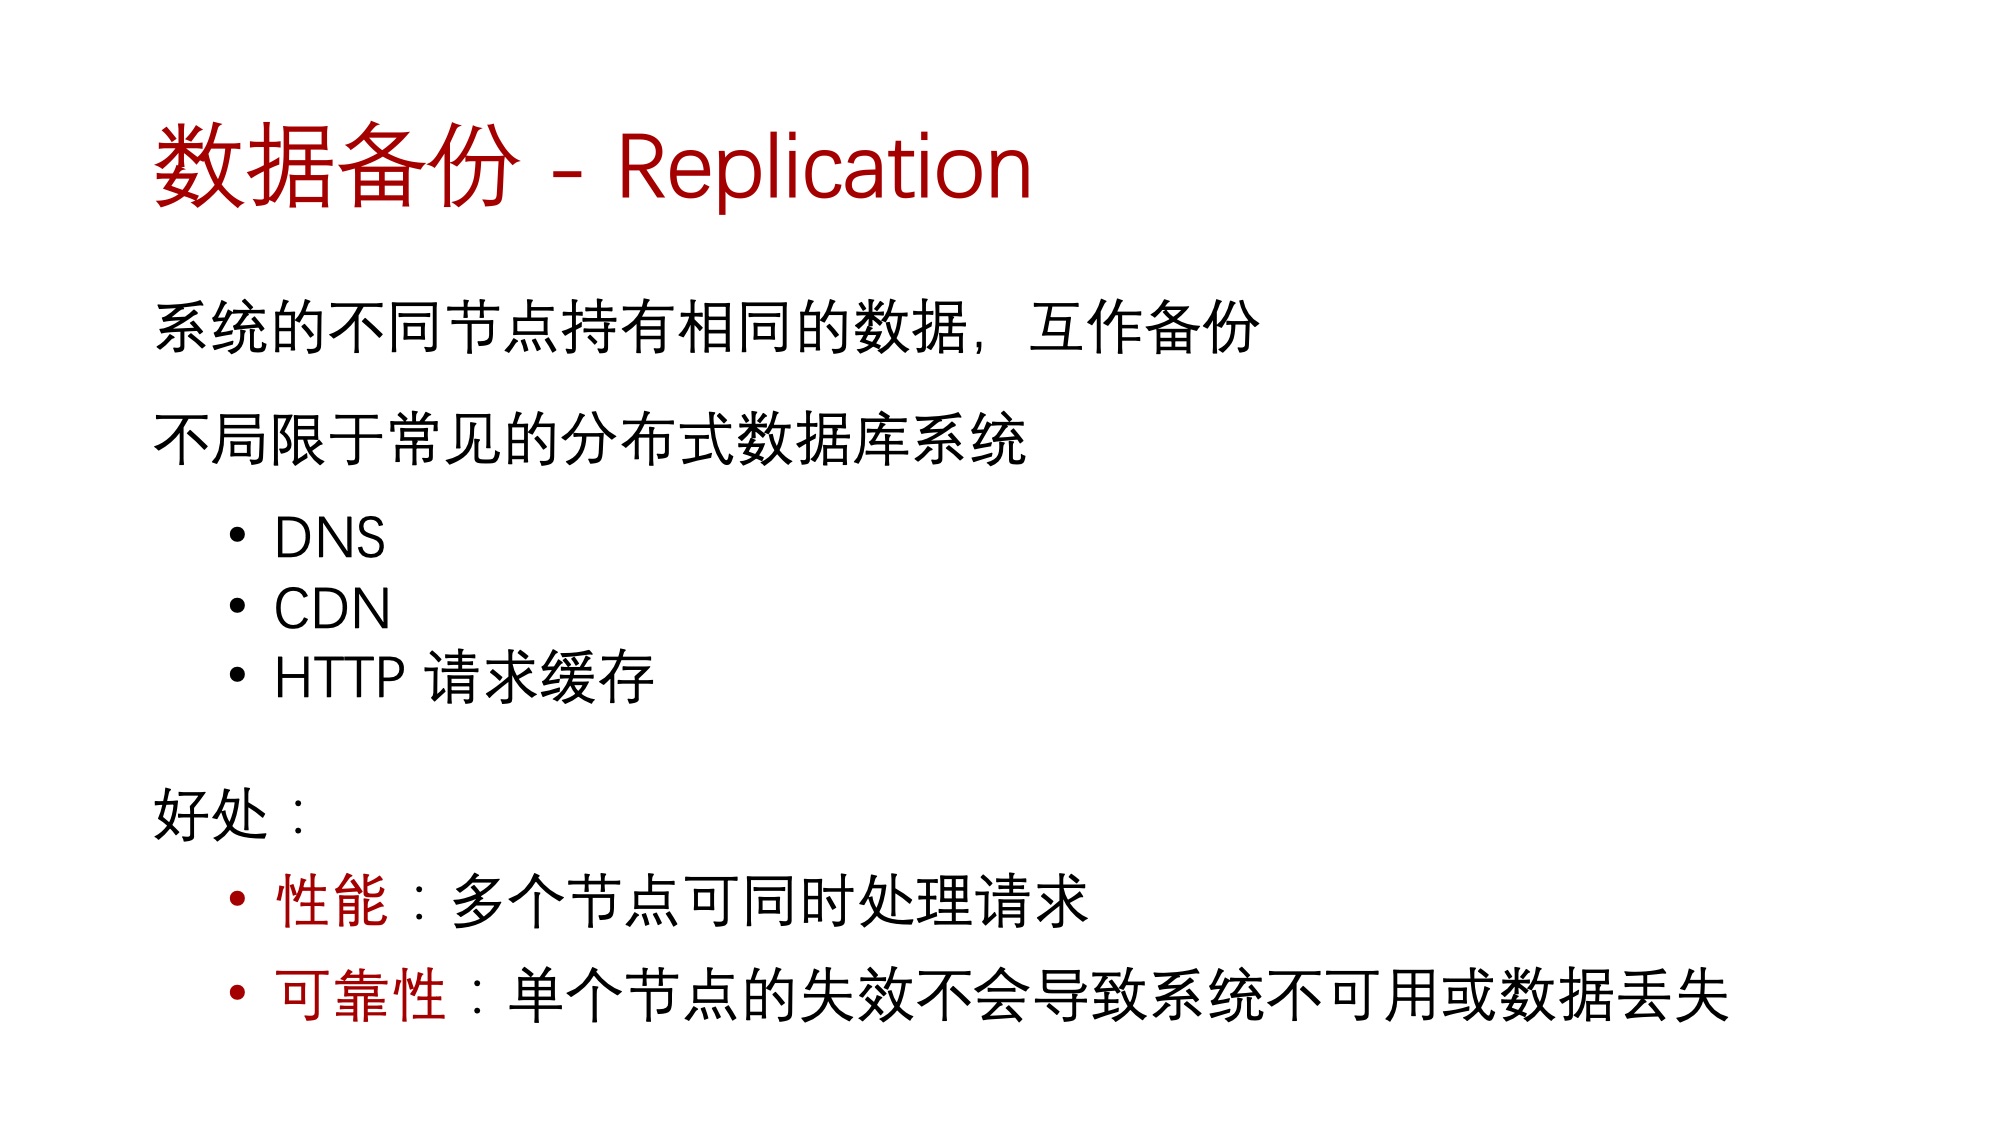 数据备份 - Replication
系统的不同节点持有相同的数据，互作备份
不局限于常见的分布式数据库系统
• DNS
• CDN
• HTTP 请求缓存
好处：
• 性能：多个节点可同时处理请求
• 可靠性：单个节点的失效不会导致系统不可用或数据丢失